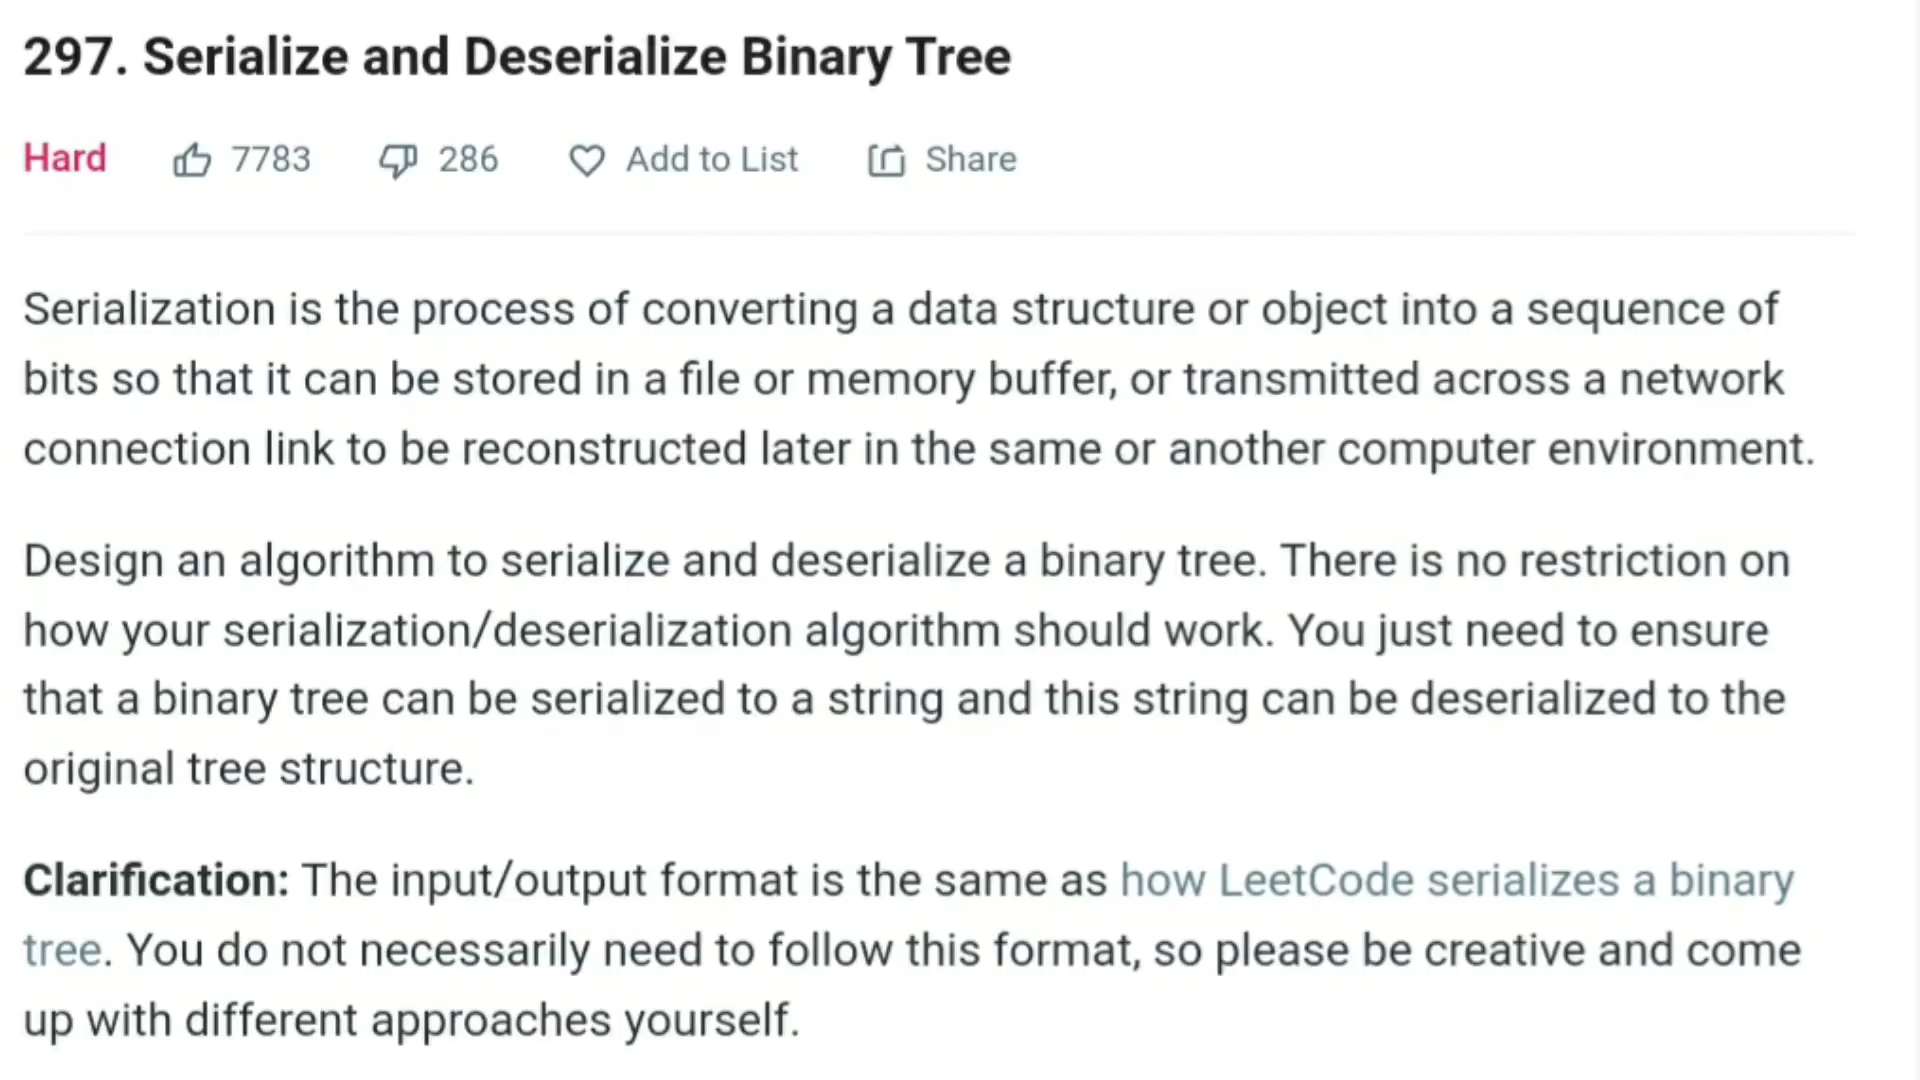 297. Serialize and Deserialize Binary Tree
Hard 7783 286 Add to List Share
Serialization is the process of converting a data structure or object into a sequence of
bits so that it can be stored in a file or memory buffer, or transmitted across a network
connection link to be reconstructed later in the same or another computer environment.
Design an algorithm to serialize and deserialize a binary tree. There is no restriction on
how your serialization/deserialization algorithm should work. You just need to ensure
that a binary tree can be serialized to a string and this string can be deserialized to the
original tree structure.
Clarification: The input/output format is the same as how LeetCode serializes a binary
tree. You do not necessarily need to follow this format, so please be creative and come
up with different approaches yourself.